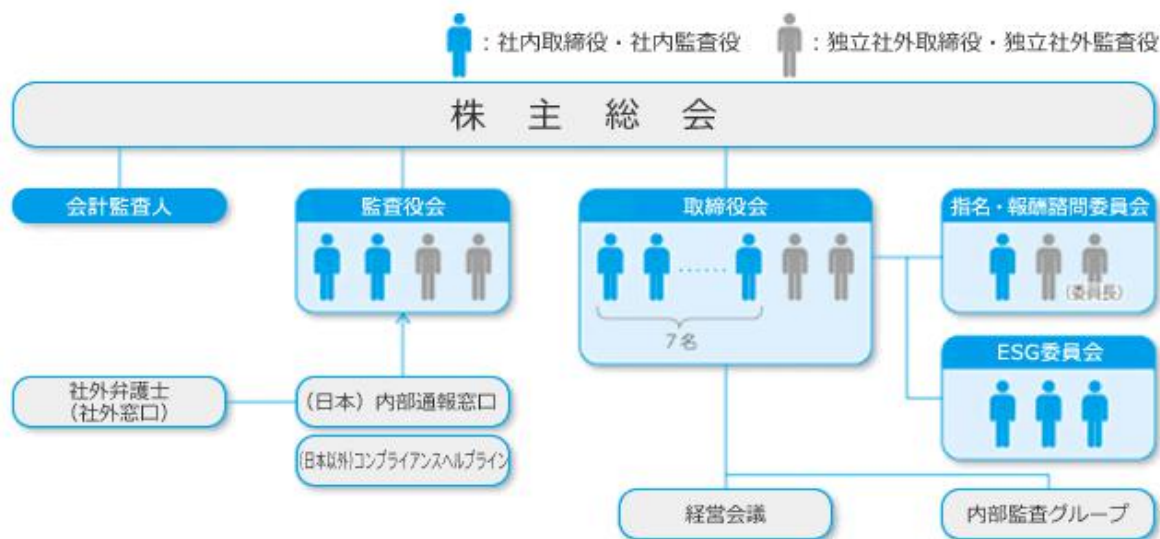 ：社内取締役・社内監査役
：独立社外取締役・独立社外監査役
株主総会
会計監査人
監査役会
取締役会
指名・報酬諮問委員会
（委員長）
7名
ESG委員会
社外弁護士
（社外窓口）
（日本）内部通報窓口
（日本以外）コンプライアンスヘルプライン
経営会議
内部監査グループ